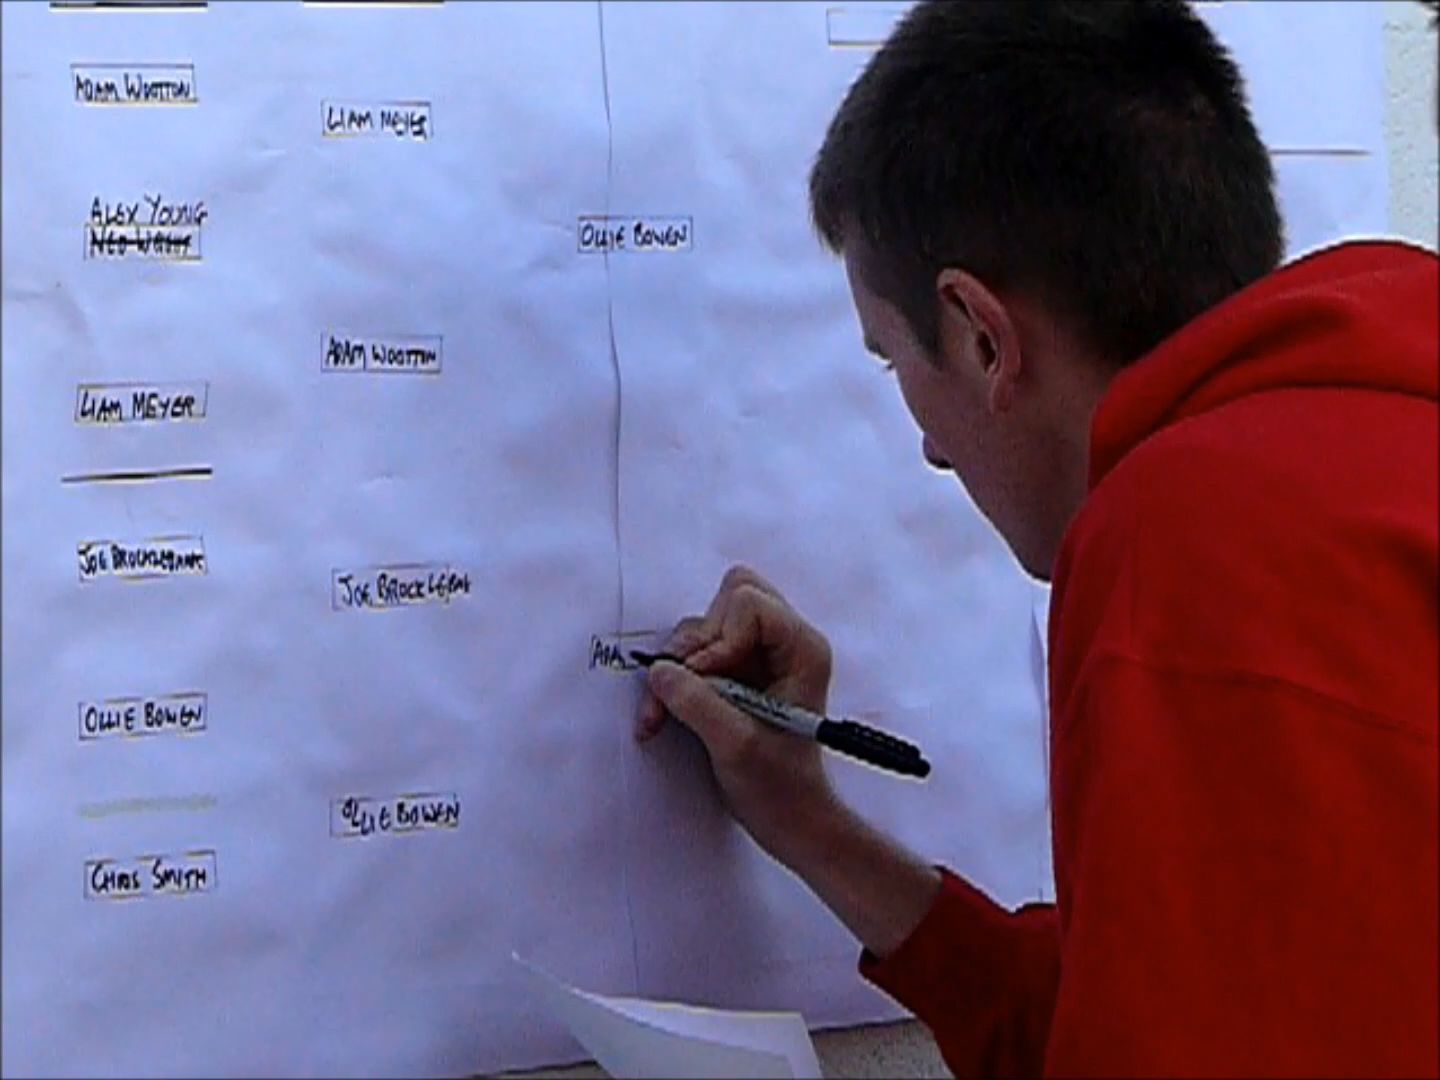 ADAM WOOTTON
ALEX YOUNG
LIAM MEYER
JOE BROCKLEBANK
OLLIE BOWEN
CHRIS SMITH
LIAM MEYER
ADAM WOOTTON
JOE BROCKLEBANK
OLLIE BOWEN
OLLIE BOWEN
ADA